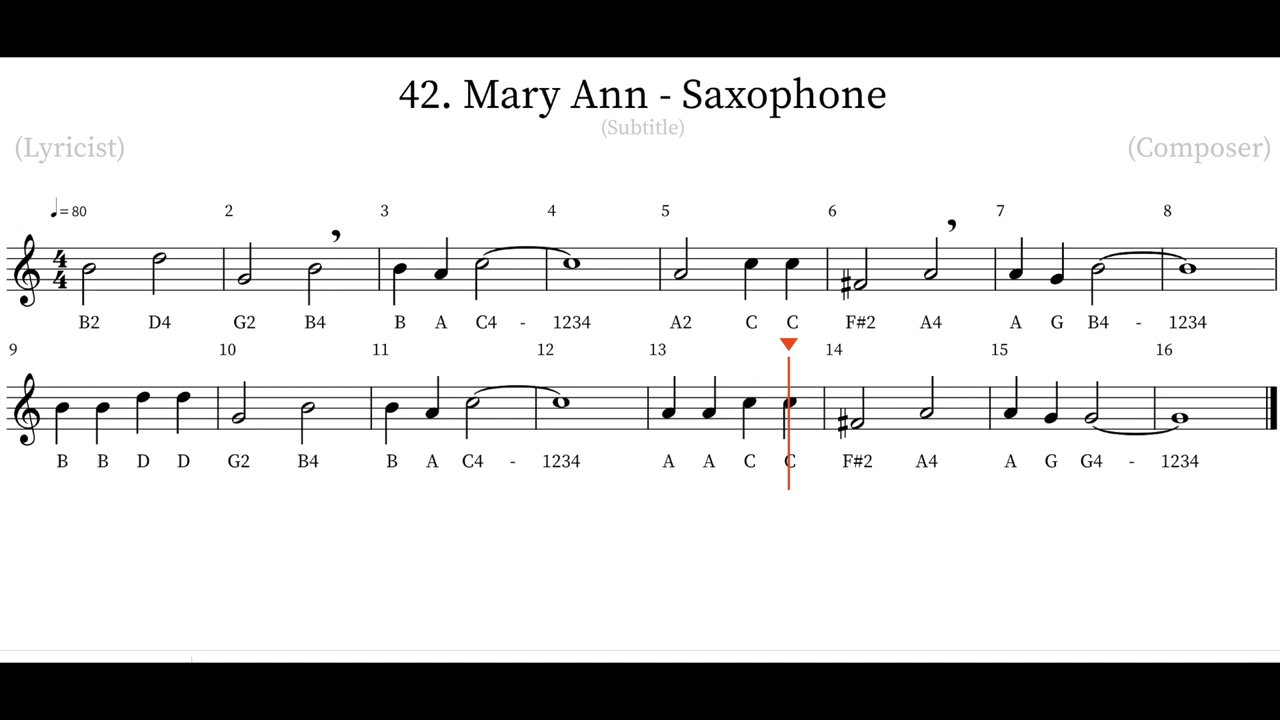 42. Mary Ann - Saxophone
(Subtitle)
(Lyricist)
(Composer)
= 80 2 3 4 5 6 7 8
4
4
B2 D4 G2 B4 B A C4 - 1234 A2 C C F#2 A4 A G B4 - 1234
9 10 11 12 13 14 15 16
B B D D G2 B4 B A C4 - 1234 A A C C F#2 A4 A G G4 - 1234